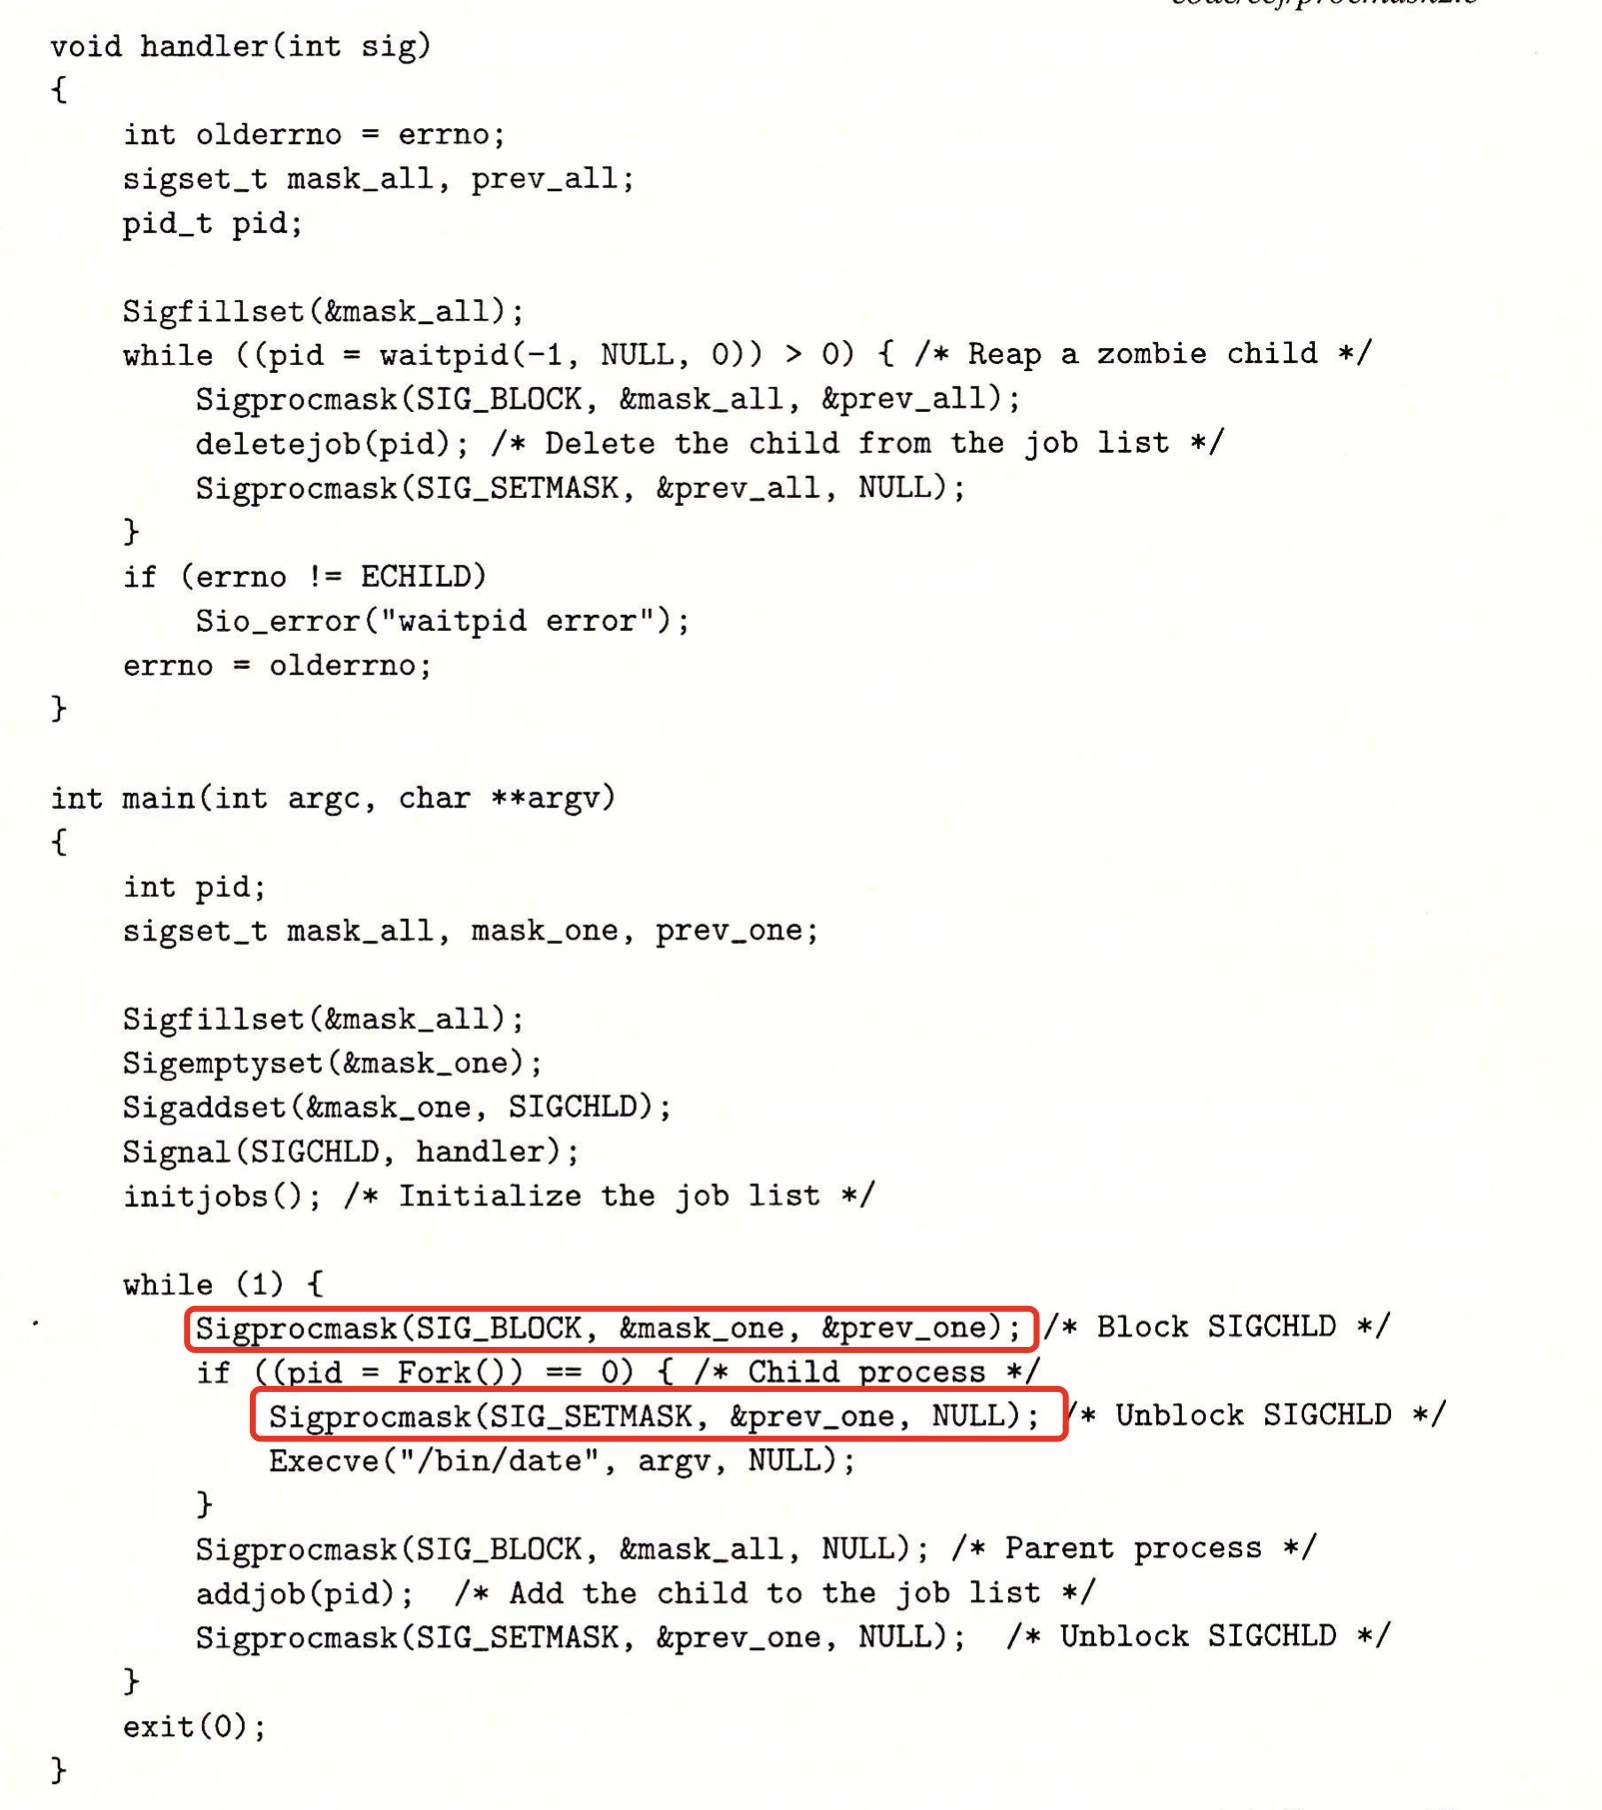 void handler(int sig)
{
    int olderrno = errno;
    sigset_t mask_all, prev_all;
    pid_t pid;

    Sigfillset(&mask_all);
    while ((pid = waitpid(-1, NULL, 0)) > 0) { /* Reap a zombie child */
        Sigprocmask(SIG_BLOCK, &mask_all, &prev_all);
        deletejob(pid); /* Delete the child from the job list */
        Sigprocmask(SIG_SETMASK, &prev_all, NULL);
    }
    if (errno != ECHILD)
        Sio_error("waitpid error");
    errno = olderrno;
}

int main(int argc, char **argv)
{
    int pid;
    sigset_t mask_all, mask_one, prev_one;

    Sigfillset(&mask_all);
    Sigemptyset(&mask_one);
    Sigaddset(&mask_one, SIGCHLD);
    Signal(SIGCHLD, handler);
    initjobs(); /* Initialize the job list */

    while (1) {
        Sigprocmask(SIG_BLOCK, &mask_one, &prev_one); /* Block SIGCHLD */
        if ((pid = Fork()) == 0) { /* Child process */
            Sigprocmask(SIG_SETMASK, &prev_one, NULL); /* Unblock SIGCHLD */
            Execve("/bin/date", argv, NULL);
        }
        Sigprocmask(SIG_BLOCK, &mask_all, NULL); /* Parent process */
        addjob(pid);  /* Add the child to the job list */
        Sigprocmask(SIG_SETMASK, &prev_one, NULL);  /* Unblock SIGCHLD */
    }
    exit(0);
}